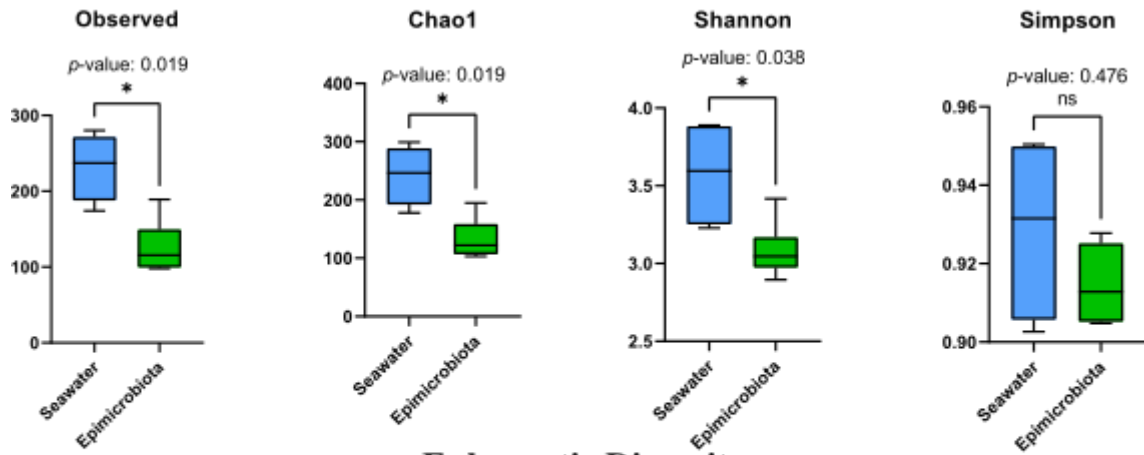 Observed
p-value: 0.019
*
300
200
100
0
Seawater
Epimicrobiota
Chao1
p-value: 0.019
*
400
300
200
100
0
Seawater
Epimicrobiota
Shannon
p-value: 0.038
*
4.0
3.5
3.0
2.5
Seawater
Epimicrobiota
Simpson
p-value: 0.476
ns
0.96
0.94
0.92
0.90
Seawater
Epimicrobiota